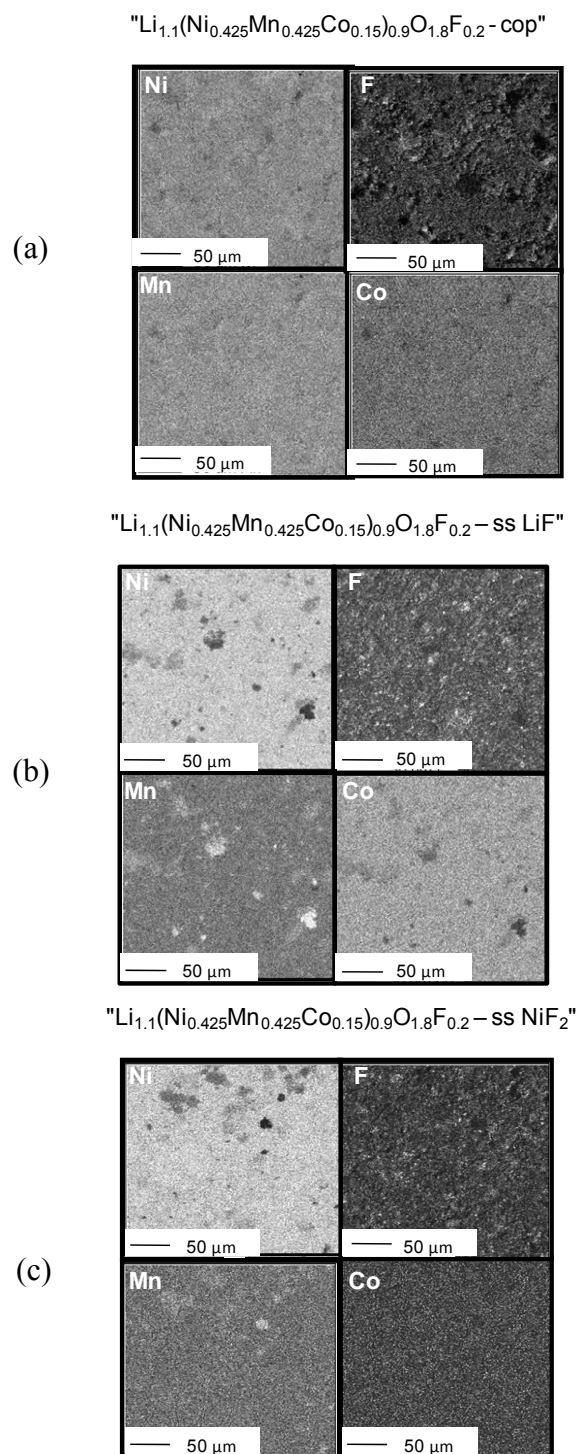 "Li1.1(Ni0.425Mn0.425Co0.15)0.9O1.8F0.2 - cop"
Ni F
50 µm 50 µm
(a)
Mn Co
50 µm 50 µm
"Li1.1(Ni0.425Mn0.425Co0.15)0.9O1.8F0.2 – ss LiF"
Ni F
50 µm 50 µm
(b)
Mn Co
50 µm 50 µm
"Li1.1(Ni0.425Mn0.425Co0.15)0.9O1.8F0.2 – ss NiF2"
Ni F
50 µm 50 µm
(c)
Mn Co
50 µm 50 µm